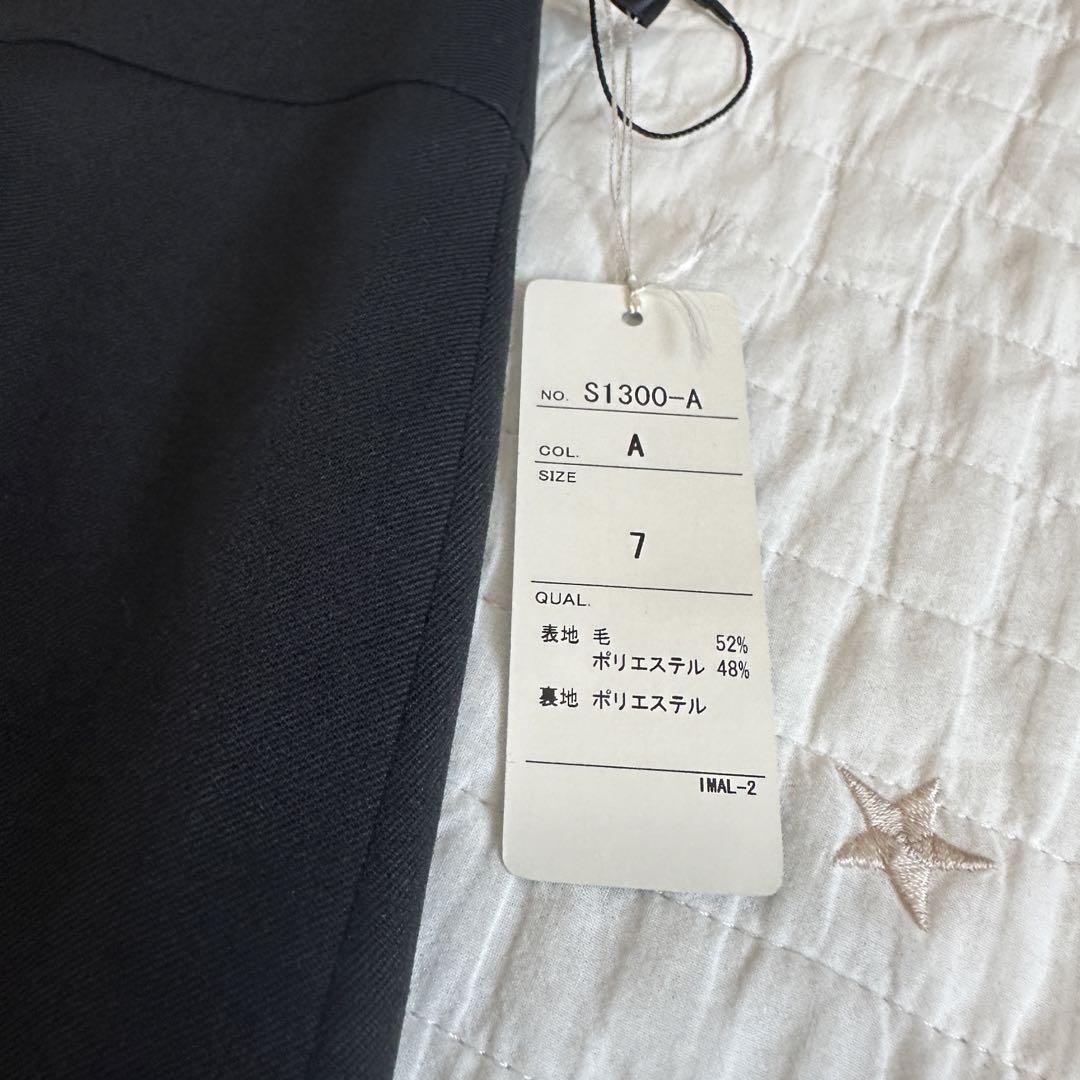 NO. S1300-A
COL. A
SIZE
7
QUAL.
表地 毛 52%
ポリエステル 48%
裏地 ポリエステル
IMAL-2